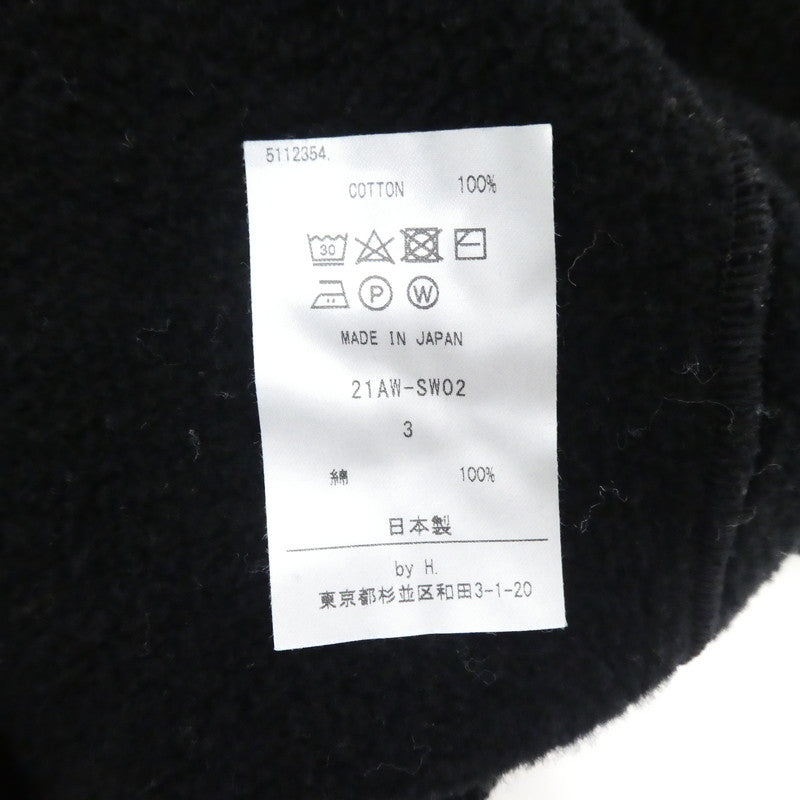 5112354.
COTTON 100%
30
P W
MADE IN JAPAN
21AW-SW02
3
綿 100%
日本製
by H.
東京都杉並区和田3-1-20